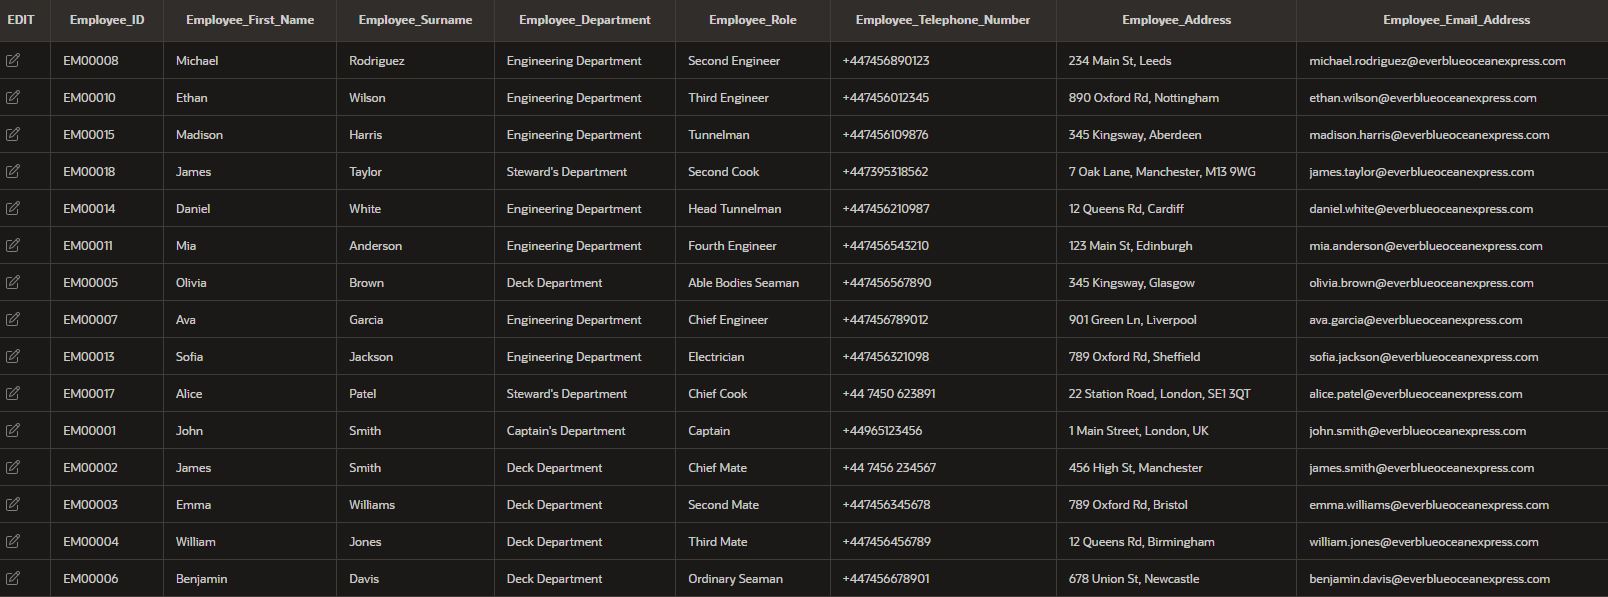 EDIT Employee_ID Employee_First_Name Employee_Surname Employee_Department Employee_Role Employee_Telephone_Number Employee_Address Employee_Email_Address
EM00008 Michael Rodriguez Engineering Department Second Engineer +447456890123 234 Main St, Leeds michael.rodriguez@everblueoceanexpress.com
EM00010 Ethan Wilson Engineering Department Third Engineer +447456012345 890 Oxford Rd, Nottingham ethan.wilson@everblueoceanexpress.com
EM00015 Madison Harris Engineering Department Tunnelman +447456109876 345 Kingsway, Aberdeen madison.harris@everblueoceanexpress.com
EM00018 James Taylor Steward's Department Second Cook +447395318562 7 Oak Lane, Manchester, M13 9WG james.taylor@everblueoceanexpress.com
EM00014 Daniel White Engineering Department Head Tunnelman +447456210987 12 Queens Rd, Cardiff daniel.white@everblueoceanexpress.com
EM00011 Mia Anderson Engineering Department Fourth Engineer +447456543210 123 Main St, Edinburgh mia.anderson@everblueoceanexpress.com
EM00005 Olivia Brown Deck Department Able Bodies Seaman +447456567890 345 Kingsway, Glasgow olivia.brown@everblueoceanexpress.com
EM00007 Ava Garcia Engineering Department Chief Engineer +447456789012 901 Green Ln, Liverpool ava.garcia@everblueoceanexpress.com
EM00013 Sofia Jackson Engineering Department Electrician +447456321098 789 Oxford Rd, Sheffield sofia.jackson@everblueoceanexpress.com
EM00017 Alice Patel Steward's Department Chief Cook +44 7450 623891 22 Station Road, London, SE1 3QT alice.patel@everblueoceanexpress.com
EM00001 John Smith Captain's Department Captain +44965123456 1 Main Street, London, UK john.smith@everblueoceanexpress.com
EM00002 James Smith Deck Department Chief Mate +44 7456 234567 456 High St, Manchester james.smith@everblueoceanexpress.com
EM00003 Emma Williams Deck Department Second Mate +447456345678 789 Oxford Rd, Bristol emma.williams@everblueoceanexpress.com
EM00004 William Jones Deck Department Third Mate +447456456789 12 Queens Rd, Birmingham william.jones@everblueoceanexpress.com
EM00006 Benjamin Davis Deck Department Ordinary Seaman +447456678901 678 Union St, Newcastle benjamin.davis@everblueoceanexpress.com